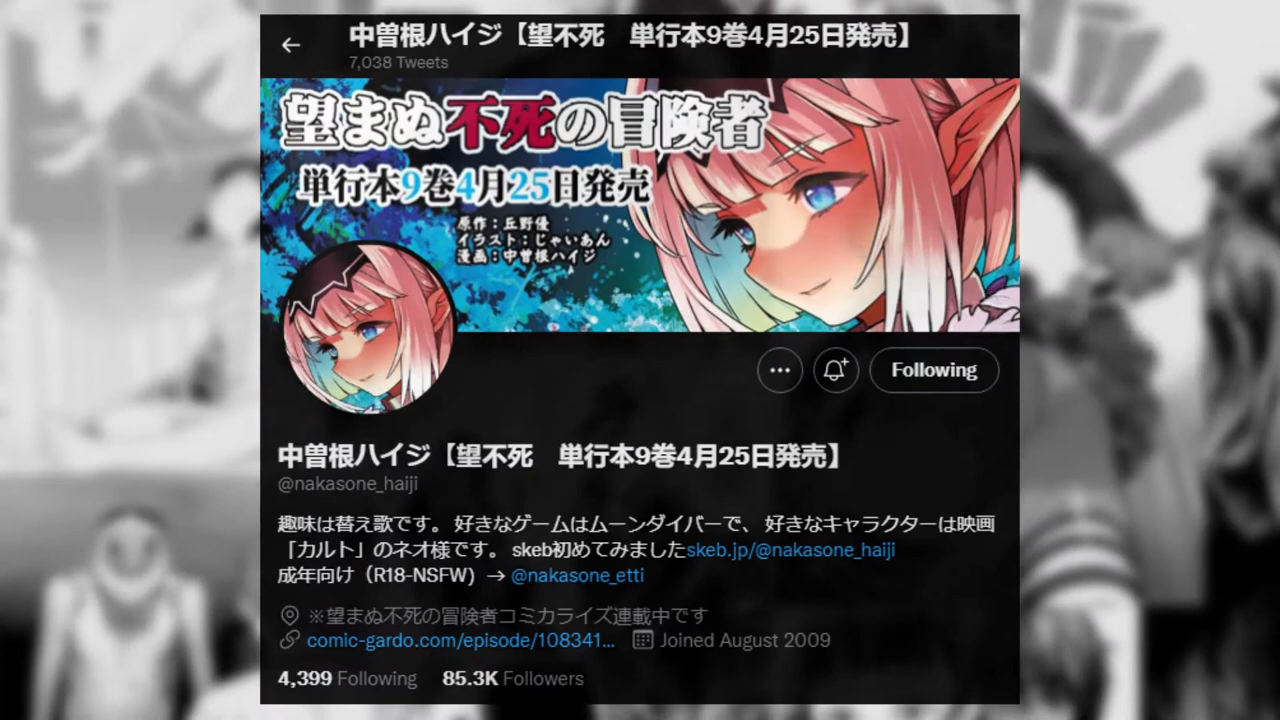 中曽根ハイジ【望不死　単行本9巻4月25日発売】
7,038 Tweets
望まぬ不死の冒険者
単行本9巻4月25日発売
原作：丘野優
イラスト：じゃいあん
漫画：中曽根ハイジ
Following
中曽根ハイジ【望不死　単行本9巻4月25日発売】
@nakasone_haiji
趣味は替え歌です。 好きなゲームはムーンダイバーで、 好きなキャラクターは映画
「カルト」のネオ様です。 skeb初めてみましたskeb.jp/@nakasone_haiji
成年向け（R18-NSFW）→ @nakasone_etti
※望まぬ不死の冒険者コミカライズ連載中です
comic-gardo.com/episode/108341... Joined August 2009
4,399 Following 85.3K Followers